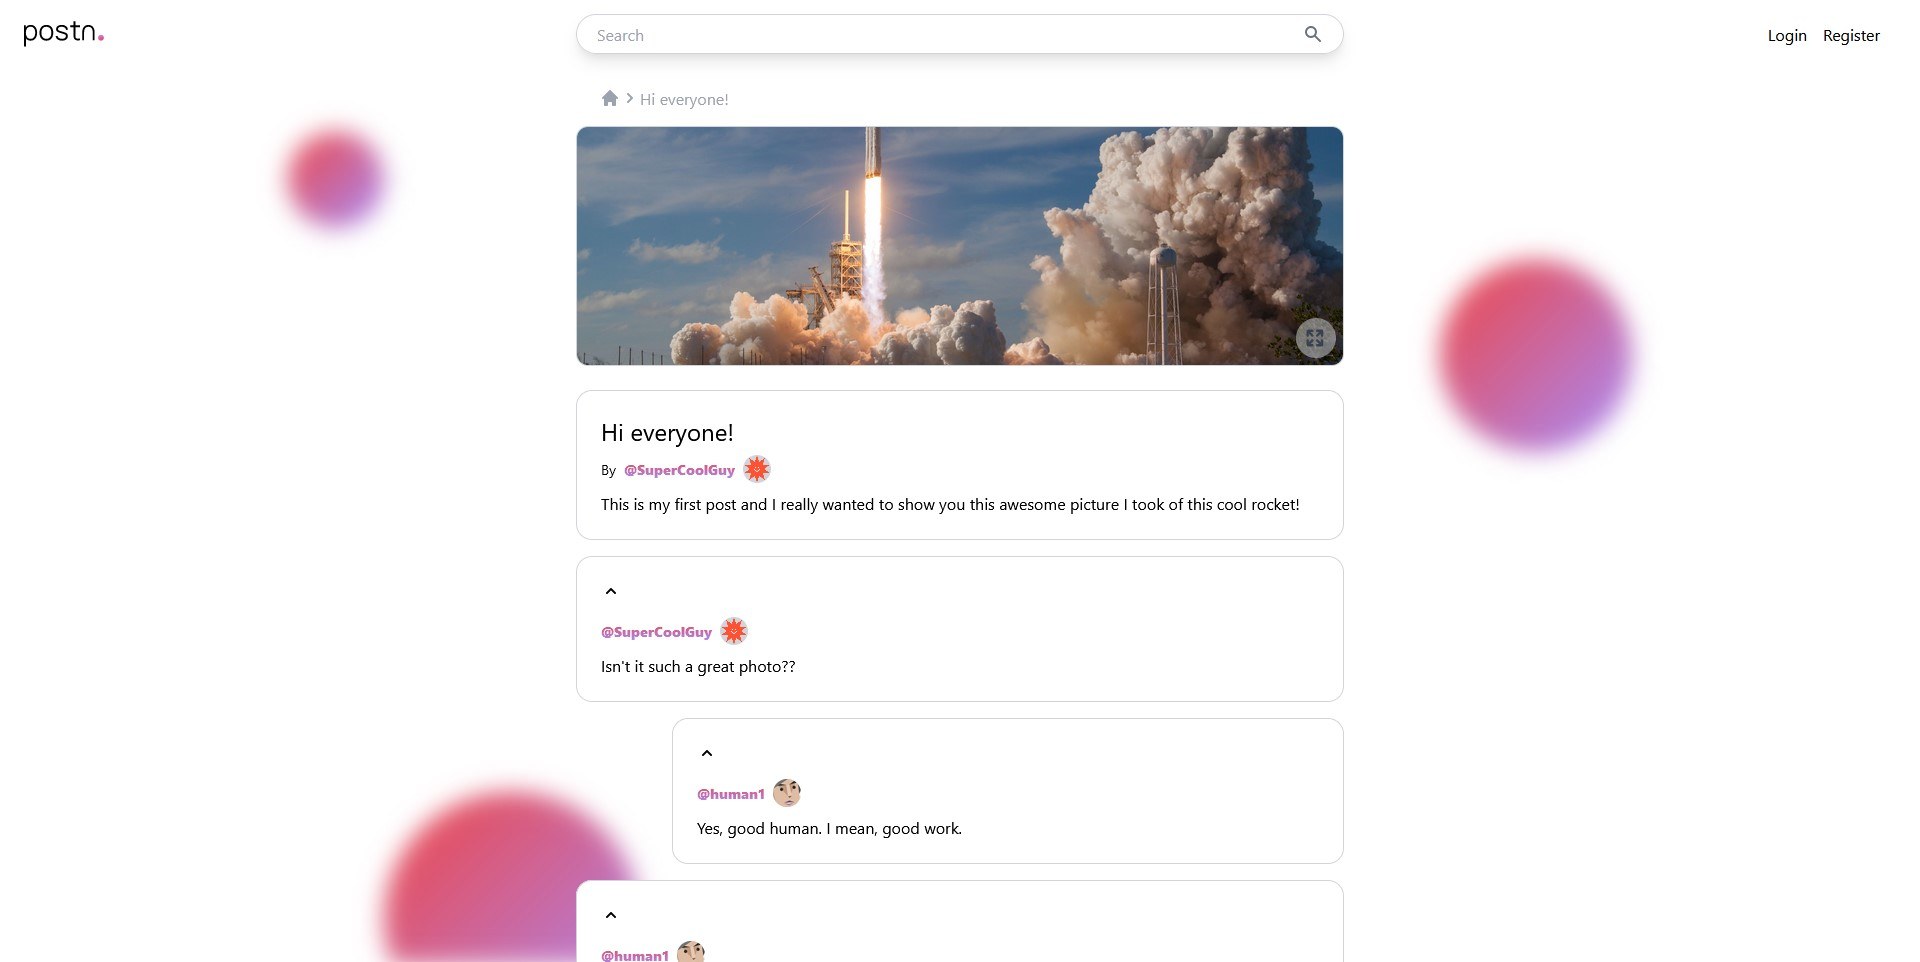 postn.
Search
Login Register
Hi everyone!
Hi everyone!
By @SuperCoolGuy
This is my first post and I really wanted to show you this awesome picture I took of this cool rocket!
@SuperCoolGuy
Isn't it such a great photo??
@human1
Yes, good human. I mean, good work.
@human1